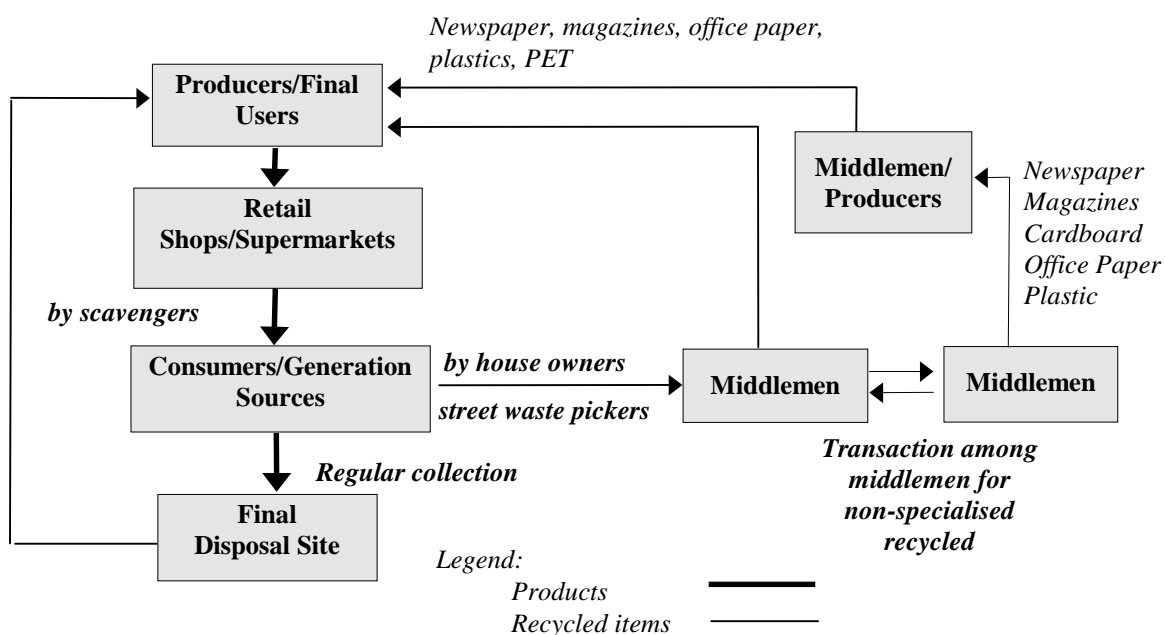 Newspaper, magazines, office paper,
plastics, PET
Producers/Final
Users
Middlemen/
Producers
Newspaper
Magazines
Cardboard
Office Paper
Plastic
Retail
Shops/Supermarkets
by scavengers
Consumers/Generation
Sources
by house owners
street waste pickers
Middlemen
Middlemen
Transaction among
middlemen for
non-specialised
recycled
Regular collection
Final
Disposal Site
Legend:
Products
Recycled items